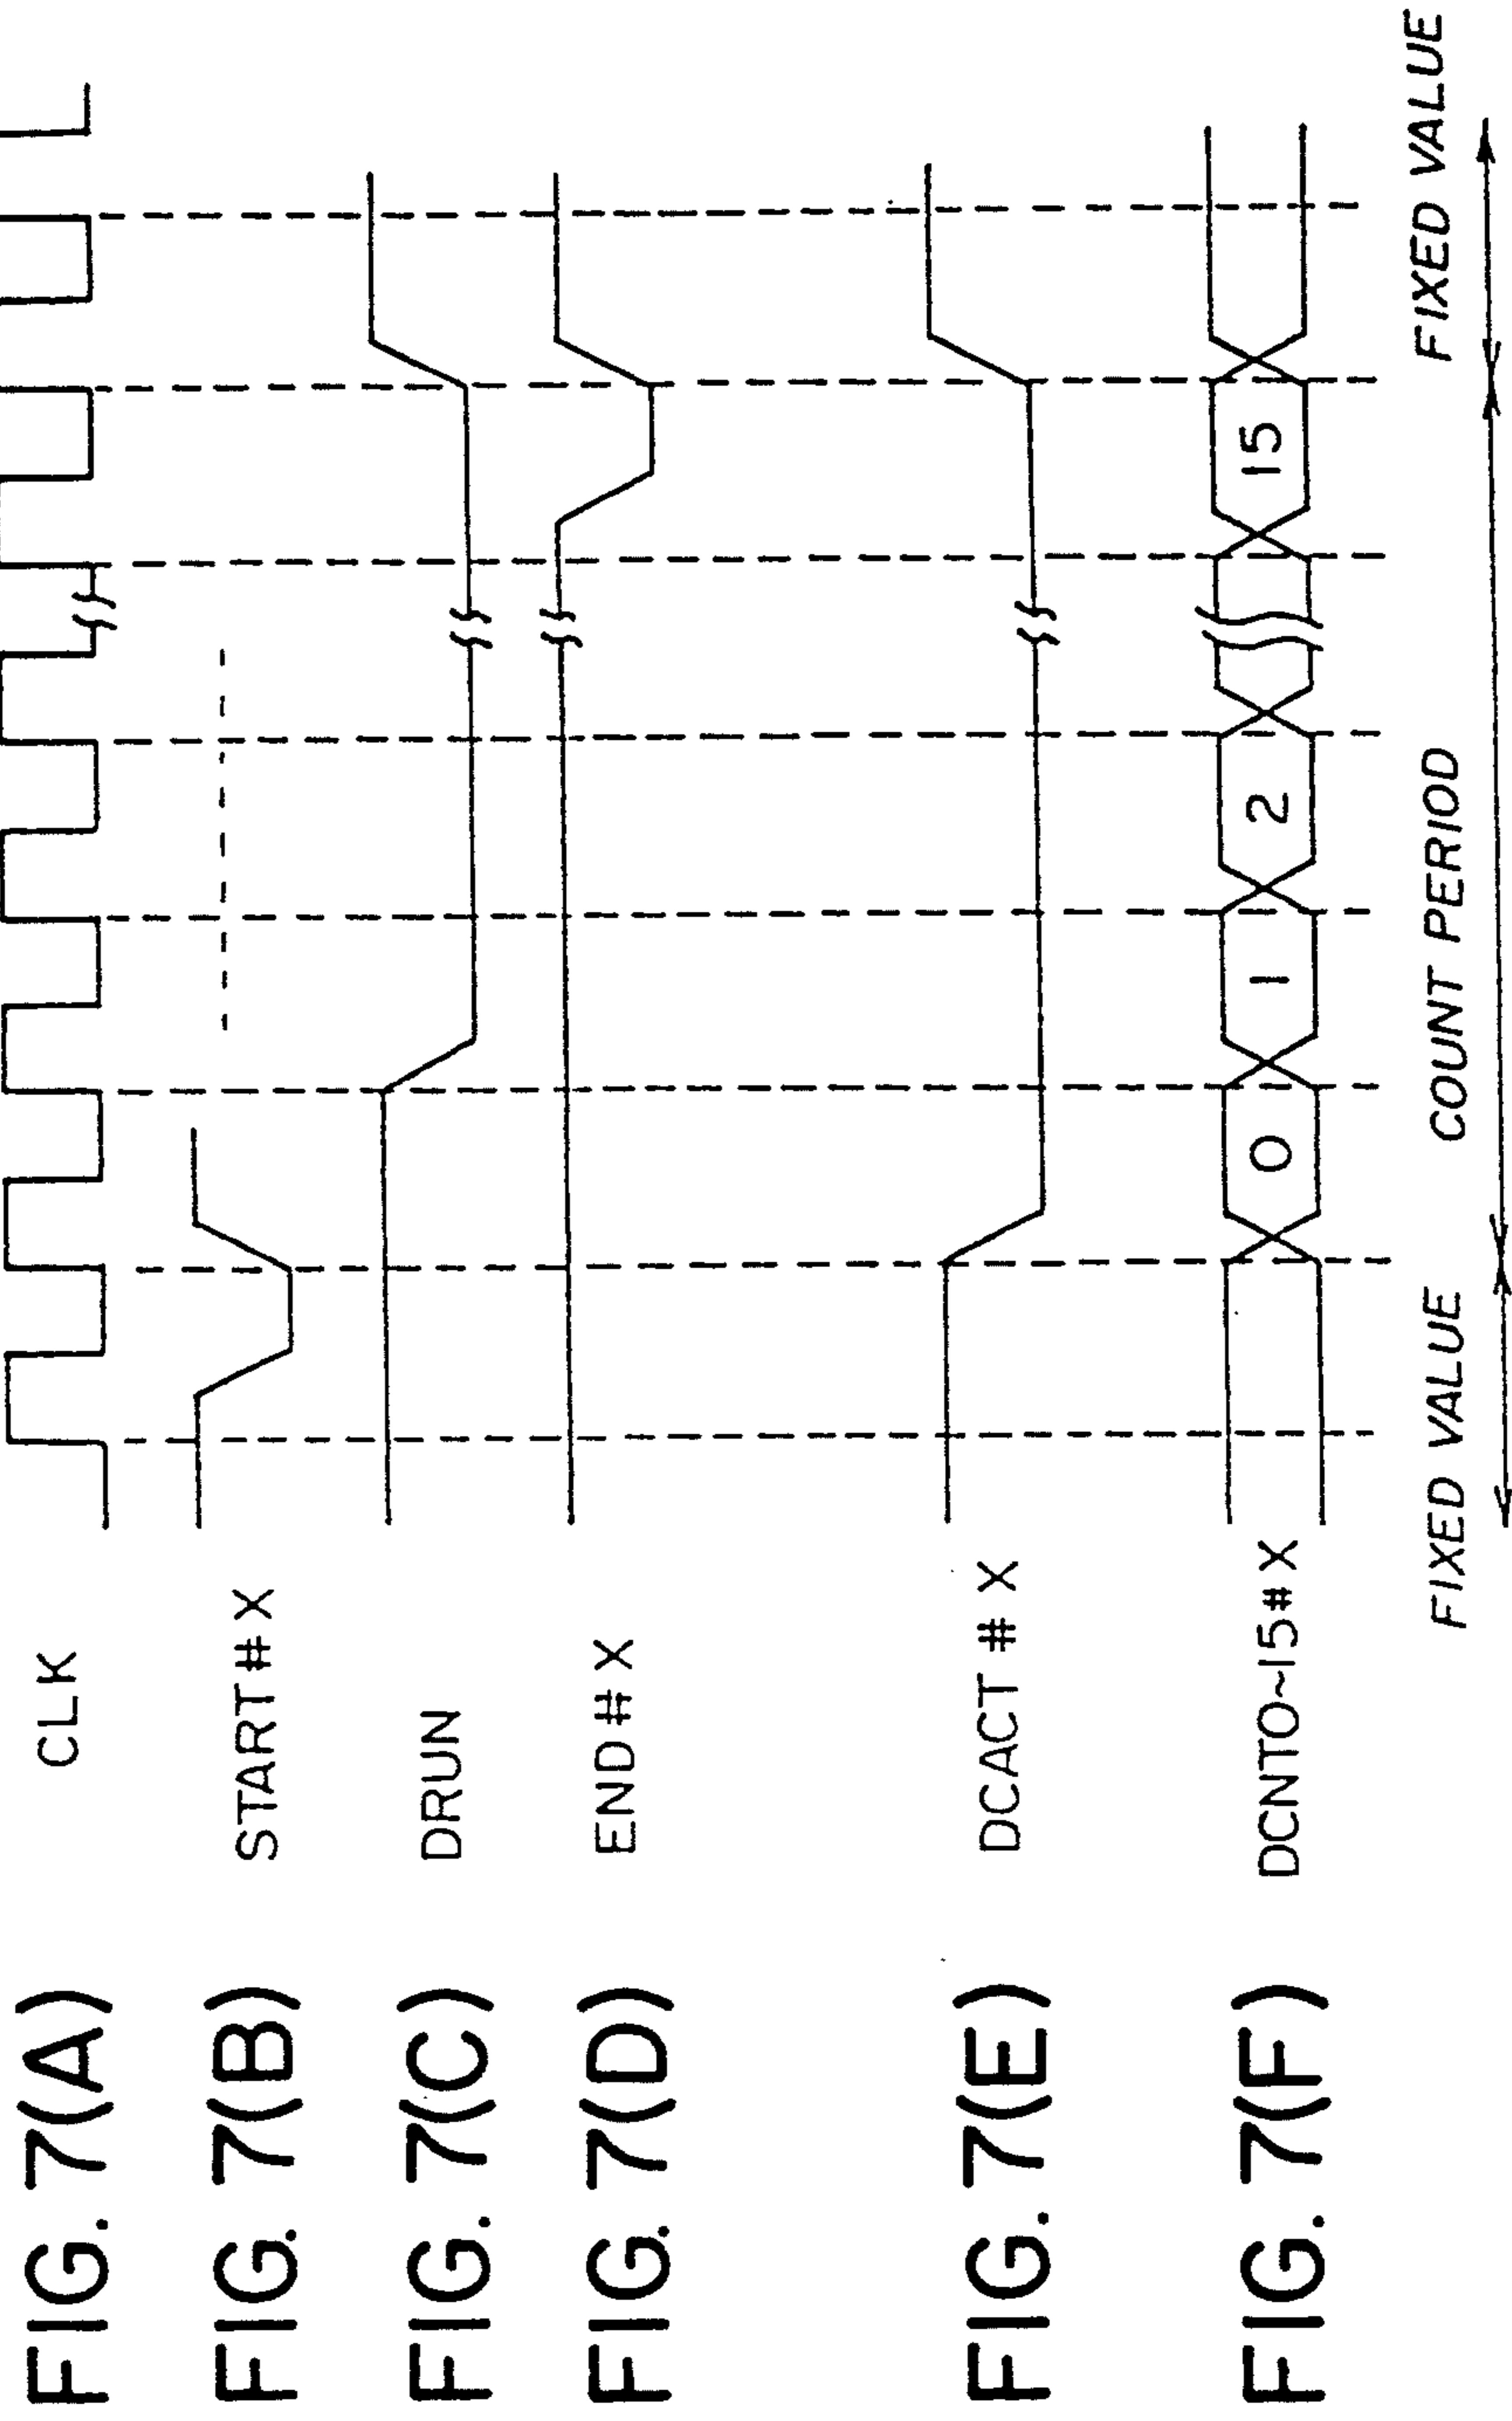 FIG. 7(A) CLK
FIG. 7(B) START#X
FIG. 7(C) DRUN
FIG. 7(D) END#X
FIG. 7(E) DCACT#X
FIG. 7(F) DCNT0~15#X 0 1 2 15
FIXED VALUE COUNT PERIOD FIXED VALUE